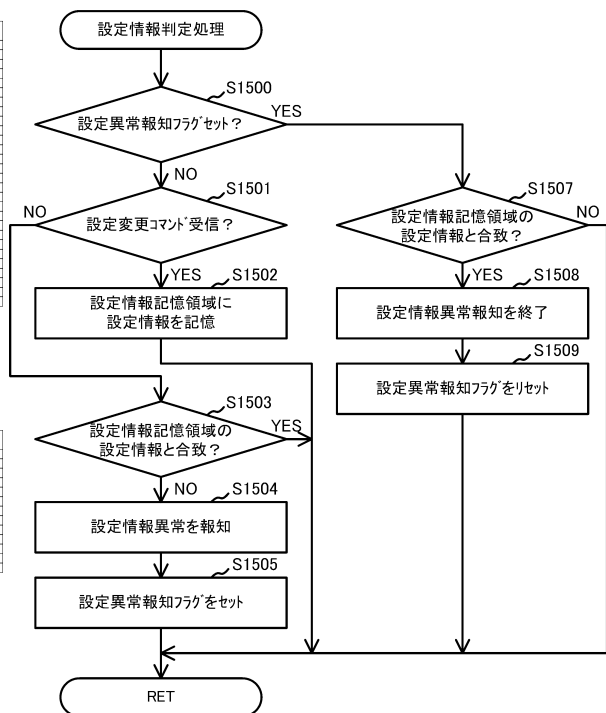 設定情報判定処理
S1500
設定異常報知フラグセット？
YES
NO
S1501
NO
設定変更コマンド受信？
YES
S1502
設定情報記憶領域に
設定情報を記憶
S1507
設定情報記憶領域の
設定情報と合致？
NO
YES
S1508
設定情報異常報知を終了
S1509
設定異常報知フラグをリセット
S1503
設定情報記憶領域の
設定情報と合致？
YES
NO
S1504
設定情報異常を報知
S1505
設定異常報知フラグをセット
RET